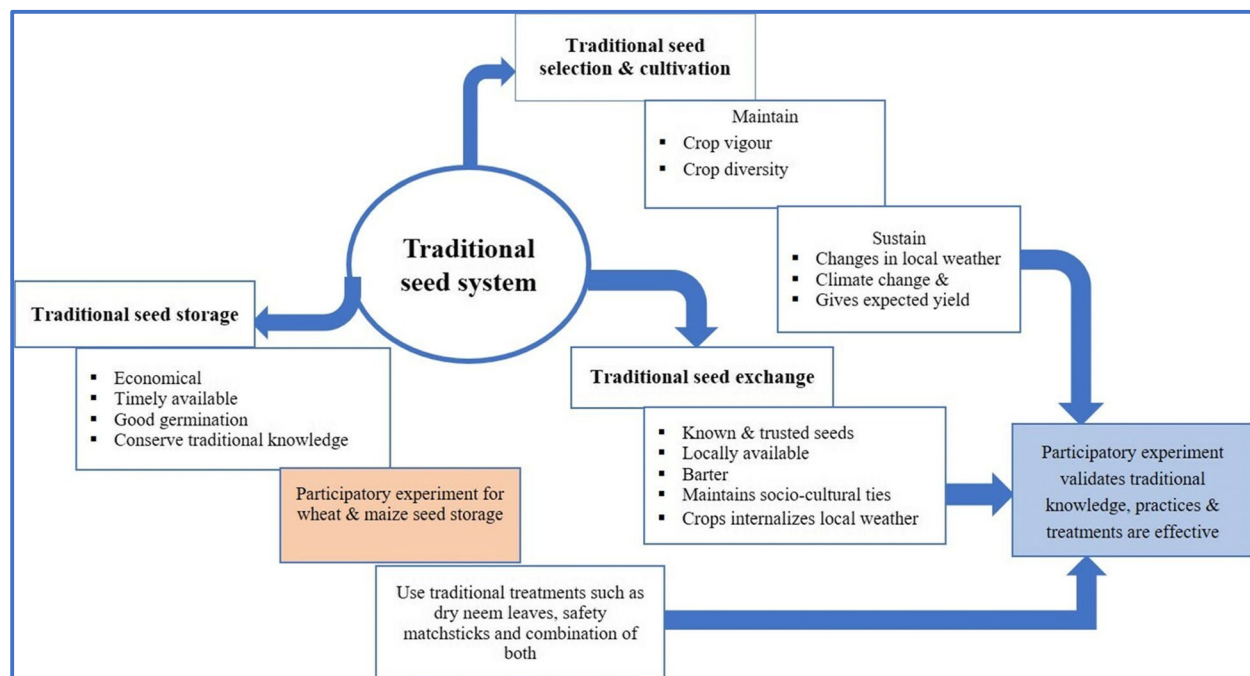 Traditional seed
selection & cultivation
Maintain
▪ Crop vigour
▪ Crop diversity
Sustain
▪ Changes in local weather
▪ Climate change &
▪ Gives expected yield
Traditional
seed system
Traditional seed storage
▪ Economical
▪ Timely available
▪ Good germination
▪ Conserve traditional knowledge
Participatory experiment for
wheat & maize seed storage
Use traditional treatments such as
dry neem leaves, safety
matchsticks and combination of
both
Traditional seed exchange
▪ Known & trusted seeds
▪ Locally available
▪ Barter
▪ Maintains socio-cultural ties
▪ Crops internalizes local weather
Participatory experiment
validates traditional
knowledge, practices &
treatments are effective